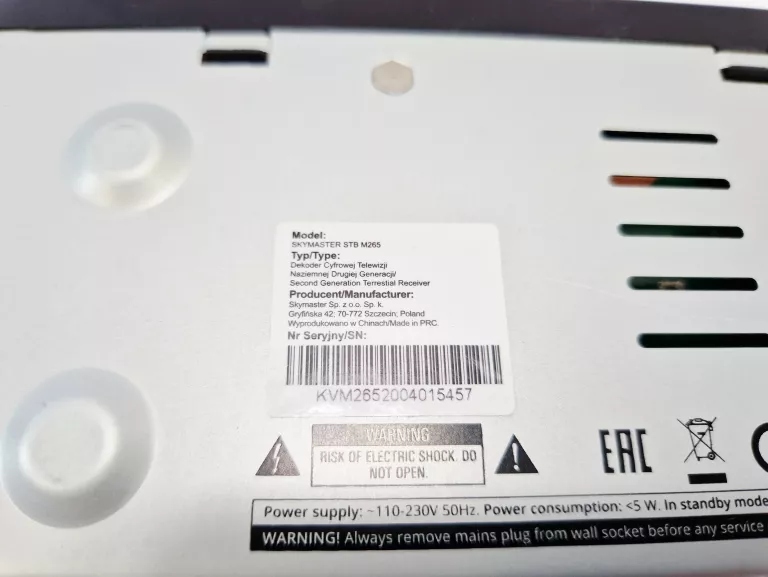 Model:
SKYMASTER STB M265
Typ/Type:
Dekoder Cyfrowej Telewizji
Naziemnej Drugiej Generacji/
Second Generation Terrestial Receiver
Producent/Manufacturer:
Skymaster Sp. z o.o. Sp. k.
Gryfińska 42; 70-772 Szczecin; Poland
Wyprodukowano w Chinach/Made in PRC.
Nr Seryjny/SN:
KVM2652004015457
WARNING
RISK OF ELECTRIC SHOCK. DO
NOT OPEN.
EAC
Power supply: ~110-230V 50Hz. Power consumption: <5 W. In standby mode
WARNING! Always remove mains plug from wall socket before any service